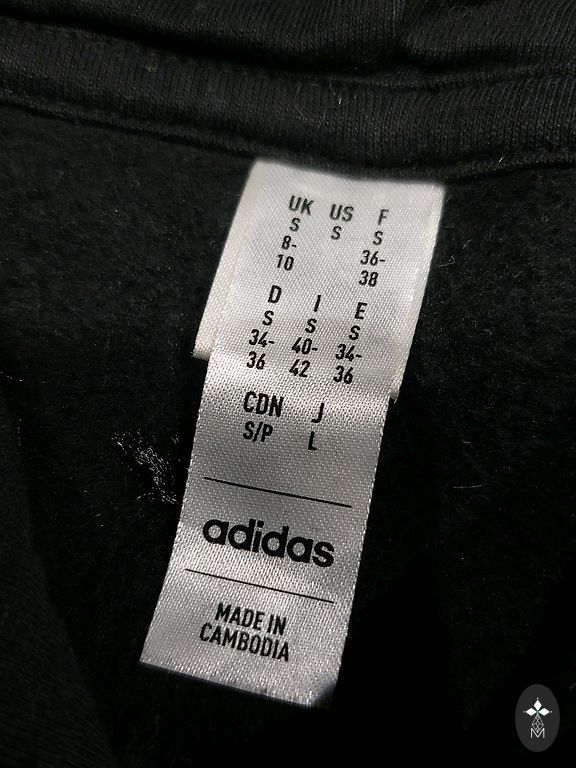 UK US F
S S S
8- 36-
10 38
D I E
S S S
34- 40- 34-
36 42 36
CDN J
S/P L
adidas
MADE IN
CAMBODIA
M